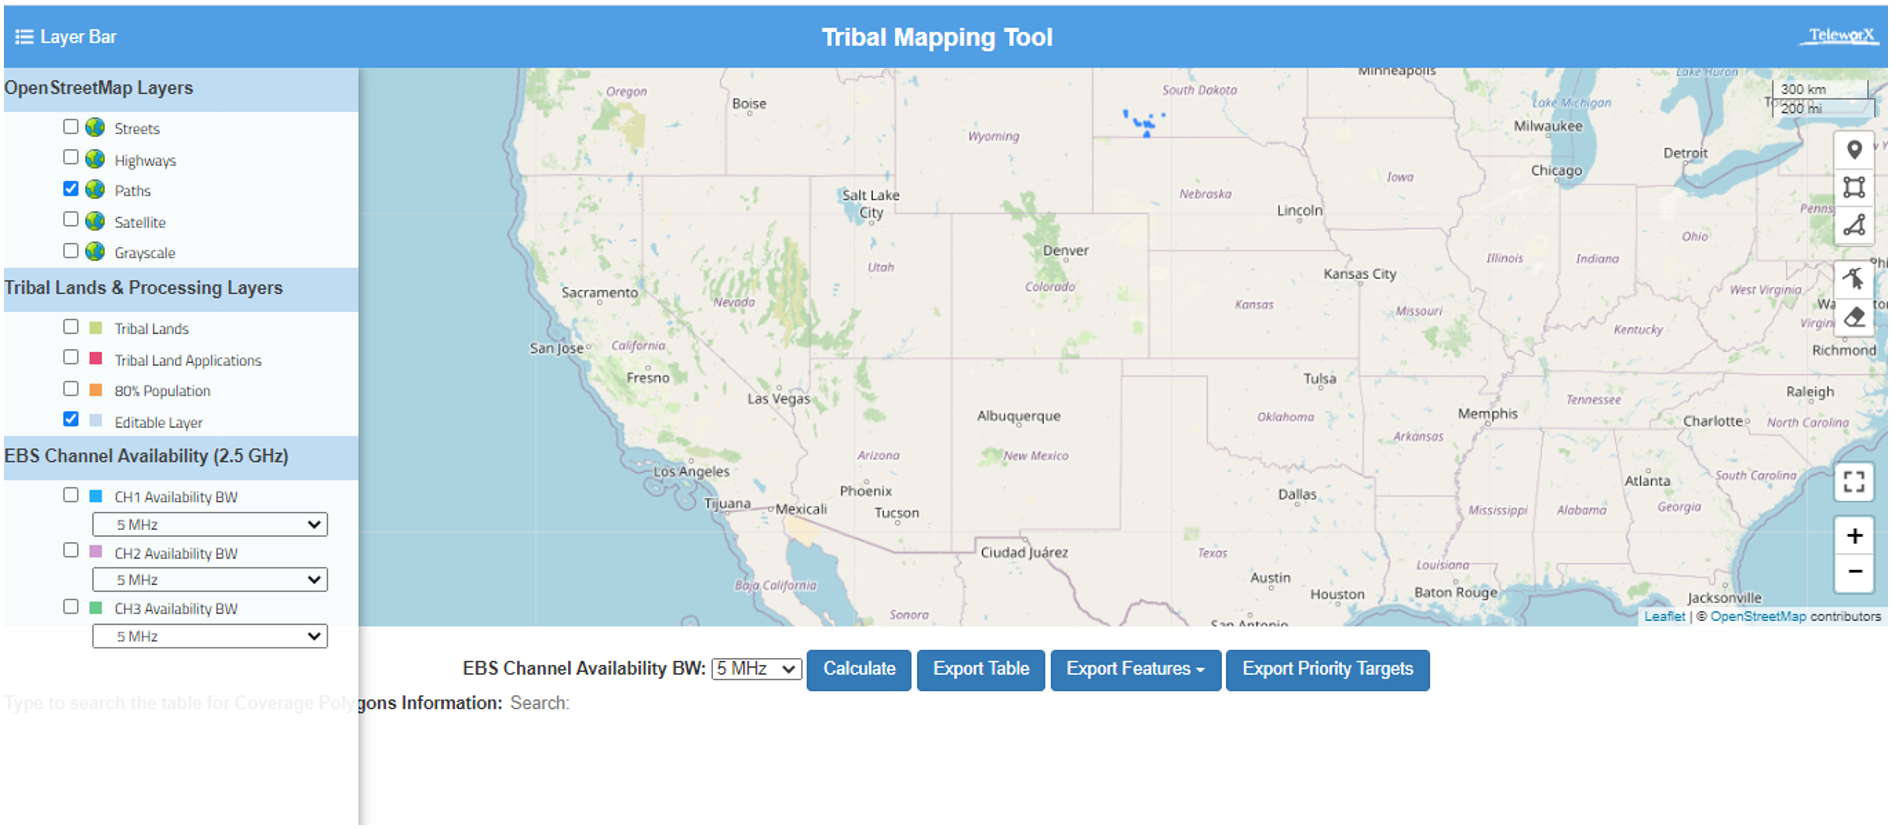 Layer Bar
Tribal Mapping Tool
TeleworX
OpenStreetMap Layers
Streets
Highways
Paths
Satellite
Grayscale
Tribal Lands & Processing Layers
Tribal Lands
Tribal Land Applications
80% Population
Editable Layer
EBS Channel Availability (2.5 GHz)
CH1 Availability BW
5 MHz
CH2 Availability BW
5 MHz
CH3 Availability BW
5 MHz
Minneapolis
Lake Huron
Oregon
Boise
South Dakota
300 km
200 mi
Lake Michigan
Wyoming
Milwaukee
Detroit
Chicago
Iowa
Salt Lake
City
Nebraska
Lincoln
Penns
Ohio
Denver
Utah
Illinois
Indiana
Kansas City
Colorado
Sacramento
Nevada
Kansas
Missouri
West Virginia
Kentucky
Virgin
San Jose
California
Richmond
Fresno
Tulsa
Las Vegas
Raleigh
Tennessee
Albuquerque
Oklahoma
Memphis
Charlotte
North Carolina
Arkansas
Arizona
New Mexico
Los Angeles
South Carolina
Atlanta
Phoenix
Dallas
Tijuana
Mexicali
Tucson
Mississippi
Alabama
Georgia
Ciudad Juárez
Texas
Louisiana
Baja California
Austin
Houston
Baton Rouge
Jacksonville
Sonora
San Antonio
+
−
Leaflet | © OpenStreetMap contributors
EBS Channel Availability BW: 5 MHz Calculate Export Table Export Features Export Priority Targets
Type to search the table for Coverage Polygons Information: Search: